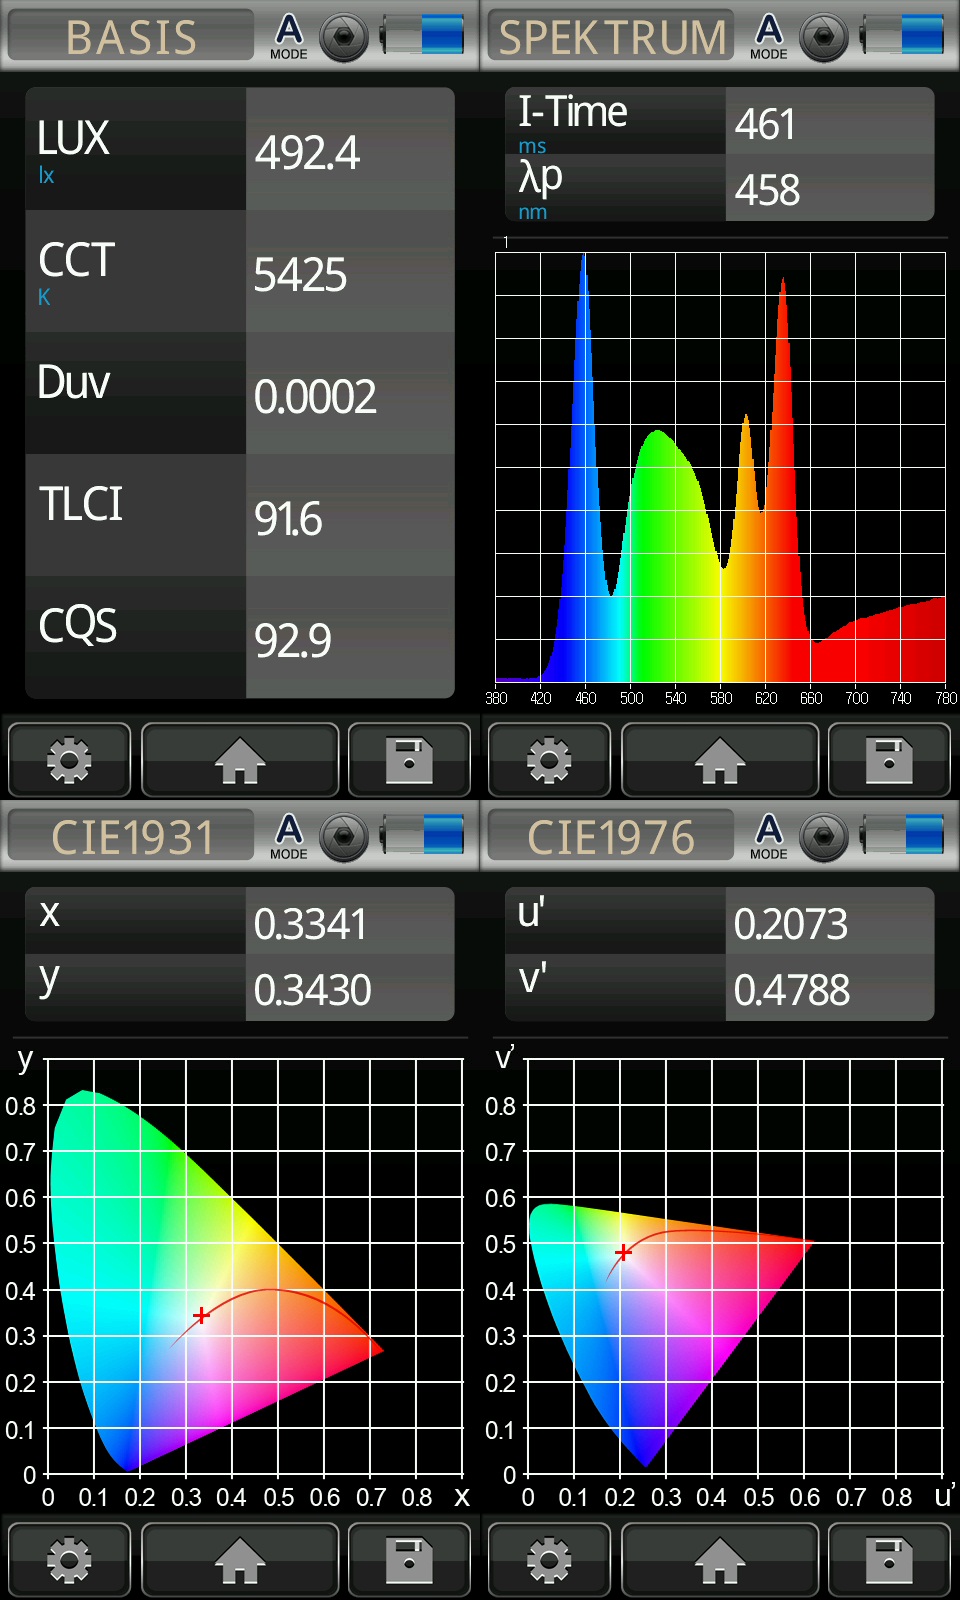 BASIS
A
MODE
LUX
lx
492.4
CCT
K
5425
Duv
0.0002
TLCI
91.6
CQS
92.9
SPEKTRUM
A
MODE
I-Time
ms
461
λp
nm
458
1
380 420 460 500 540 580 620 660 700 740 780
CIE1931
A
MODE
x
0.3341
y
0.3430
y
0.8
0.7
0.6
0.5
0.4
0.3
0.2
0.1
0
0 0.1 0.2 0.3 0.4 0.5 0.6 0.7 0.8 x
CIE1976
A
MODE
u'
0.2073
v'
0.4788
v'
0.8
0.7
0.6
0.5
0.4
0.3
0.2
0.1
0
0 0.1 0.2 0.3 0.4 0.5 0.6 0.7 0.8 u'